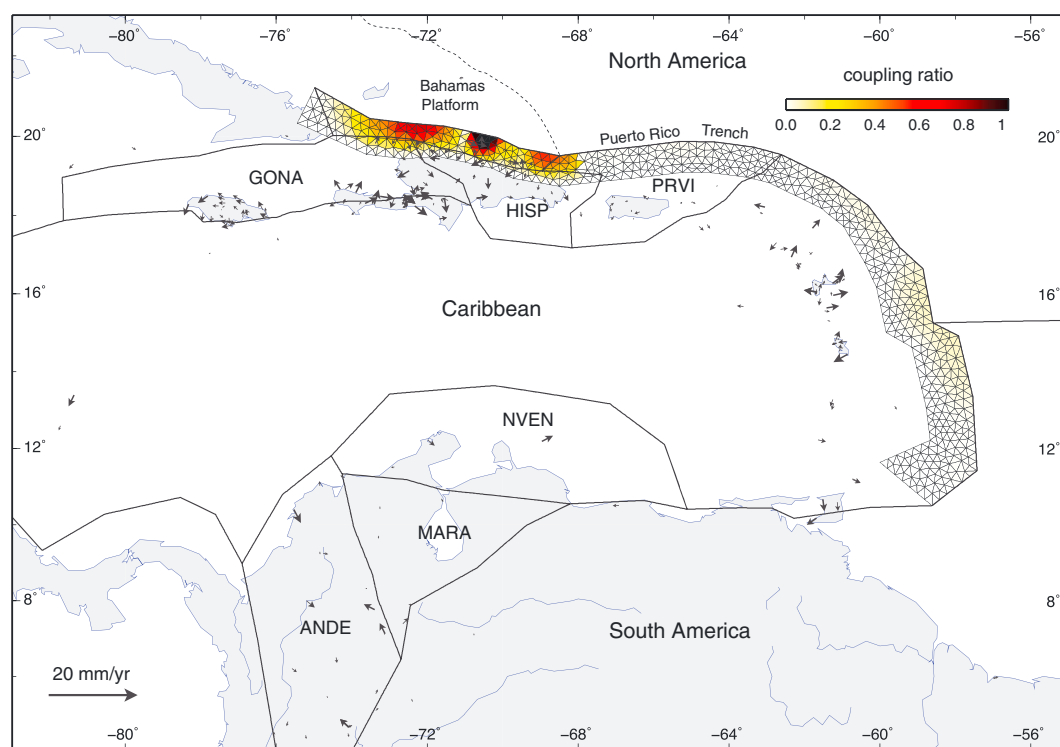 −80° −76° −72° −68° −64° −60° −56°
North America
coupling ratio
Bahamas
Platform
0.0 0.2 0.4 0.6 0.8 1
20° Puerto Rico Trench 20°
GONA PRVI
HISP
16° 16°
Caribbean
NVEN
12° 12°
MARA
8° 8°
ANDE South America
20 mm/yr
−80° −76° −72° −68° −64° −60° −56°